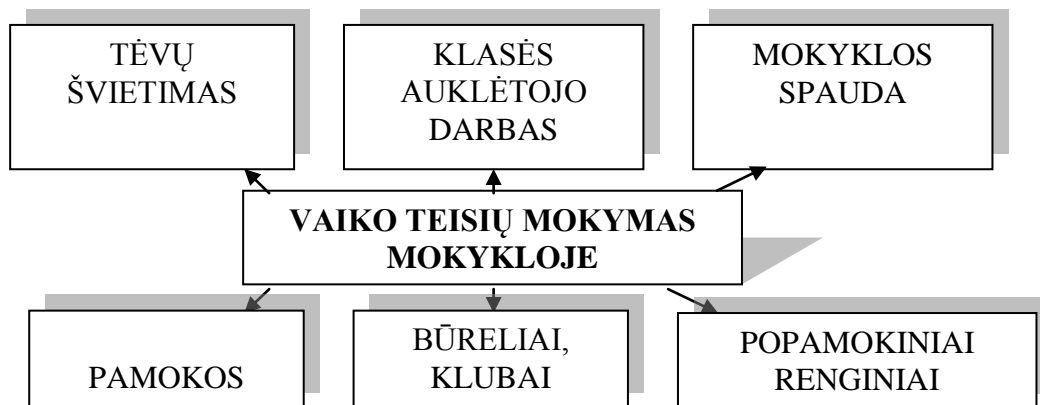 TĖVŲ
ŠVIETIMAS
KLASĖS
AUKLĖTOJO
DARBAS
MOKYKLOS
SPAUDA
VAIKO TEISIŲ MOKYMAS
MOKYKLOJE
PAMOKOS
BŪRELIAI,
KLUBAI
POPAMOKINIAI
RENGINIAI